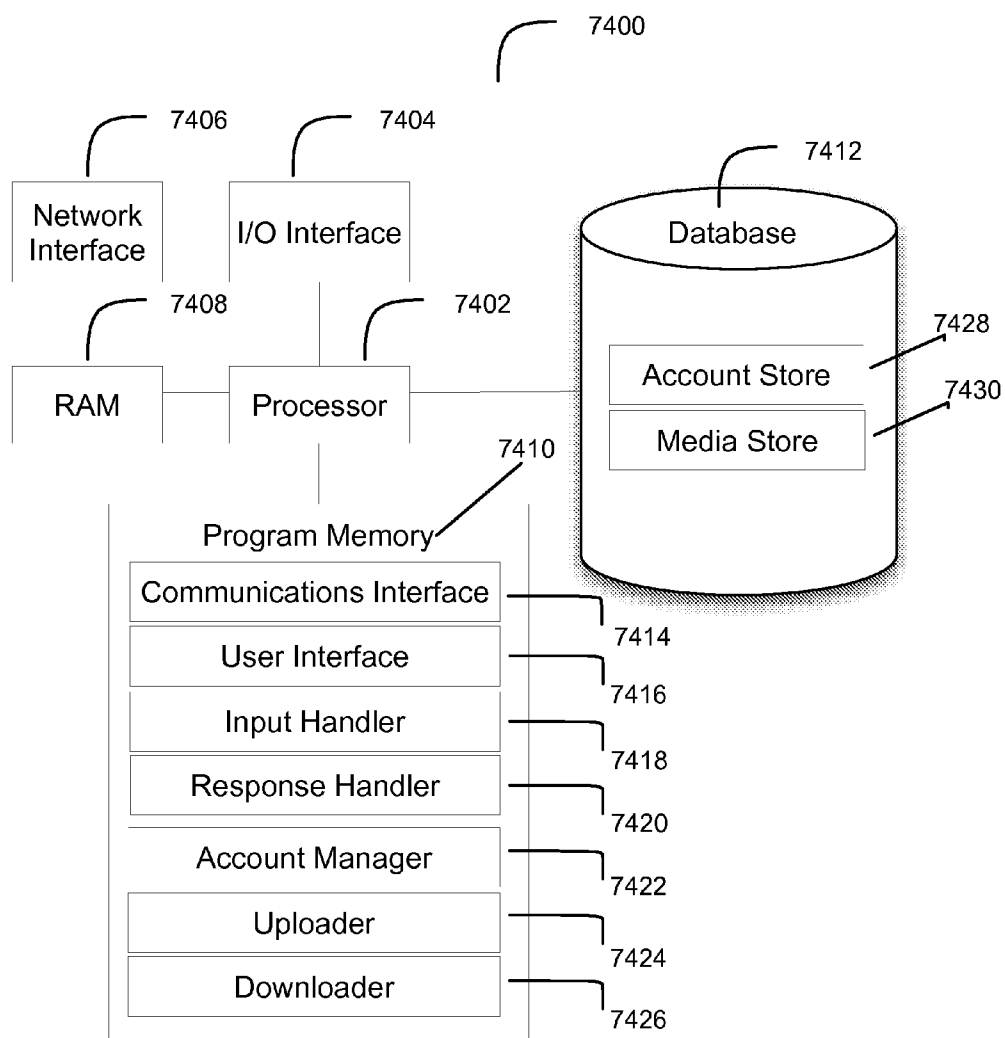 7400
7406
7404
7412
Network
Interface
I/O Interface
Database
7408
7402
7428
RAM
Processor
Account Store
7430
Media Store
7410
Program Memory
Communications Interface
7414
User Interface
7416
Input Handler
7418
Response Handler
7420
Account Manager
7422
Uploader
7424
Downloader
7426